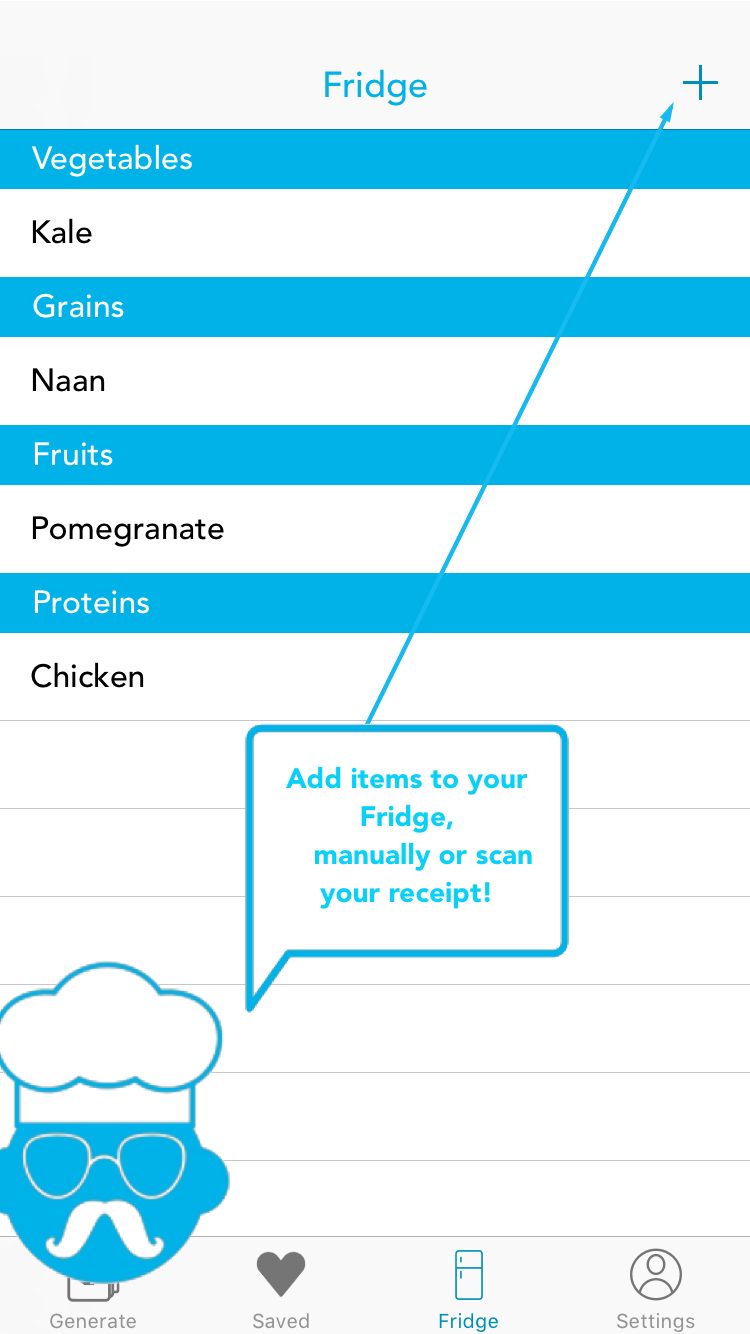 Fridge
Vegetables
Kale
Grains
Naan
Fruits
Pomegranate
Proteins
Chicken
Add items to your
Fridge,
manually or scan
your receipt!
Generate
Saved
Fridge
Settings